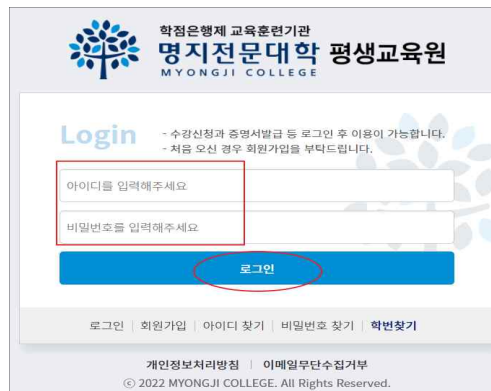 학점은행제 교육훈련기관
명지전문대학 평생교육원
MYONGJI COLLEGE
Login
- 수강신청과 증명서발급 등 로그인 후 이용이 가능합니다.
- 처음 오신 경우 회원가입을 부탁드립니다.
아이디를 입력해주세요
비밀번호를 입력해주세요
로그인
로그인 | 회원가입 | 아이디 찾기 | 비밀번호 찾기 | 학번찾기
개인정보처리방침 | 이메일무단수집거부
ⓒ 2022 MYONGJI COLLEGE. All Rights Reserved.